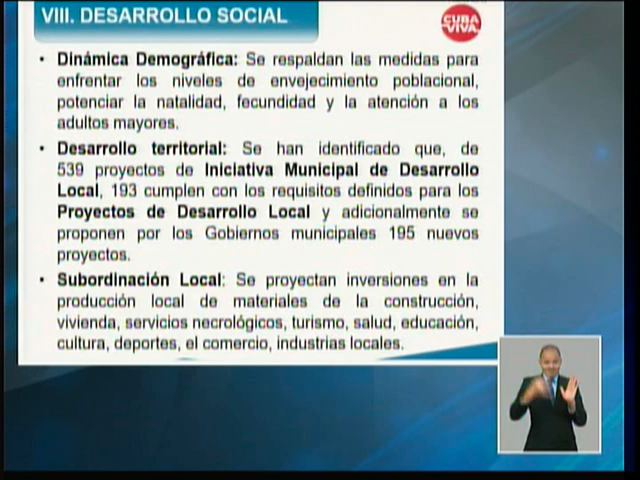 VIII. DESARROLLO SOCIAL
CUBA
VIVA
• Dinámica Demográfica: Se respaldan las medidas para
enfrentar los niveles de envejecimiento poblacional,
potenciar la natalidad, fecundidad y la atención a los
adultos mayores.
• Desarrollo territorial: Se han identificado que, de
539 proyectos de Iniciativa Municipal de Desarrollo
Local, 193 cumplen con los requisitos definidos para los
Proyectos de Desarrollo Local y adicionalmente se
proponen por los Gobiernos municipales 195 nuevos
proyectos.
• Subordinación Local: Se proyectan inversiones en la
producción local de materiales de la construcción,
vivienda, servicios necrológicos, turismo, salud, educación,
cultura, deportes, el comercio, industrias locales.